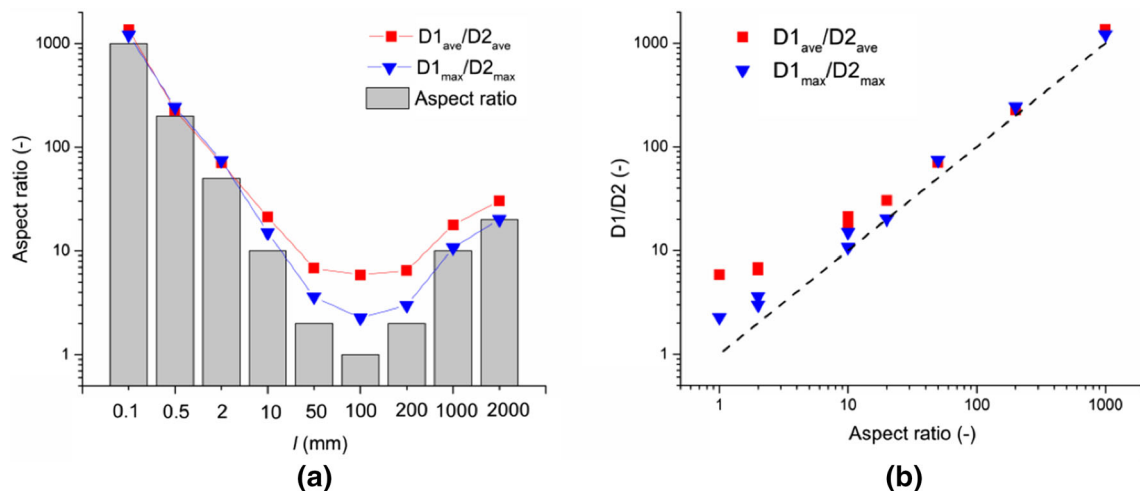 D1ave/D2ave
D1max/D2max
Aspect ratio
Aspect ratio (-)
1000
100
10
1
0.1 0.5 2 10 50 100 200 1000 2000
l (mm)
(a)
D1ave/D2ave
D1max/D2max
D1/D2 (-)
1000
100
10
1
1 10 100 1000
Aspect ratio (-)
(b)